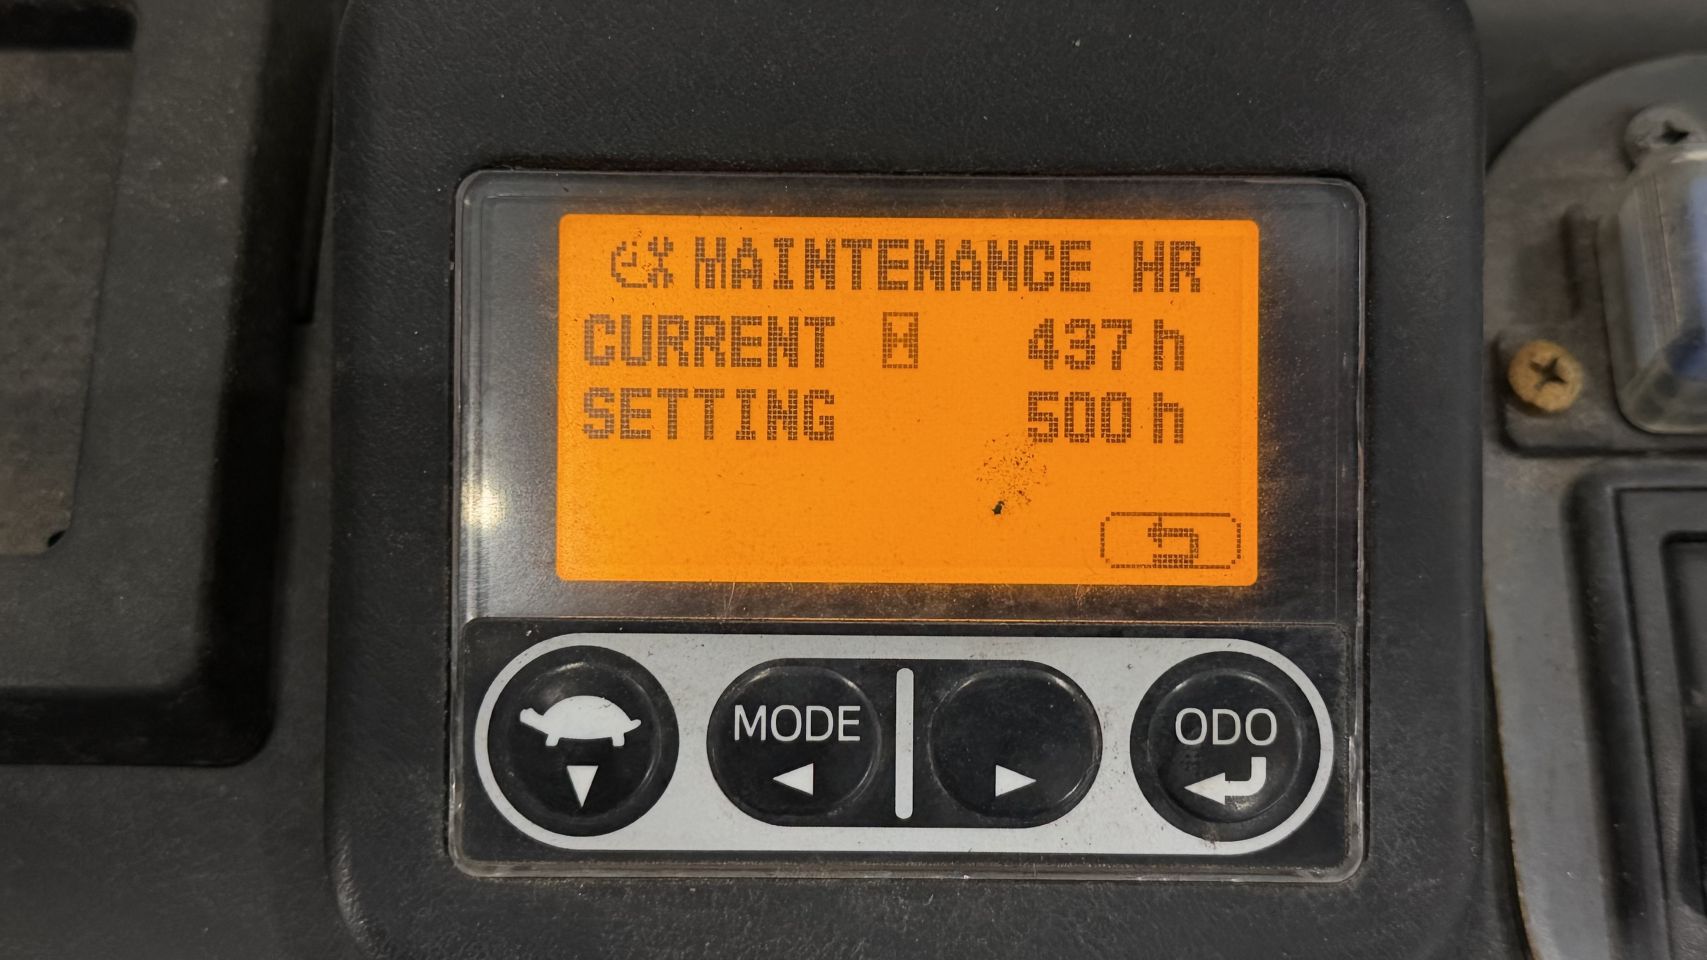 MAINTENANCE HR
CURRENT 437 h
SETTING 500 h
MODE
ODO